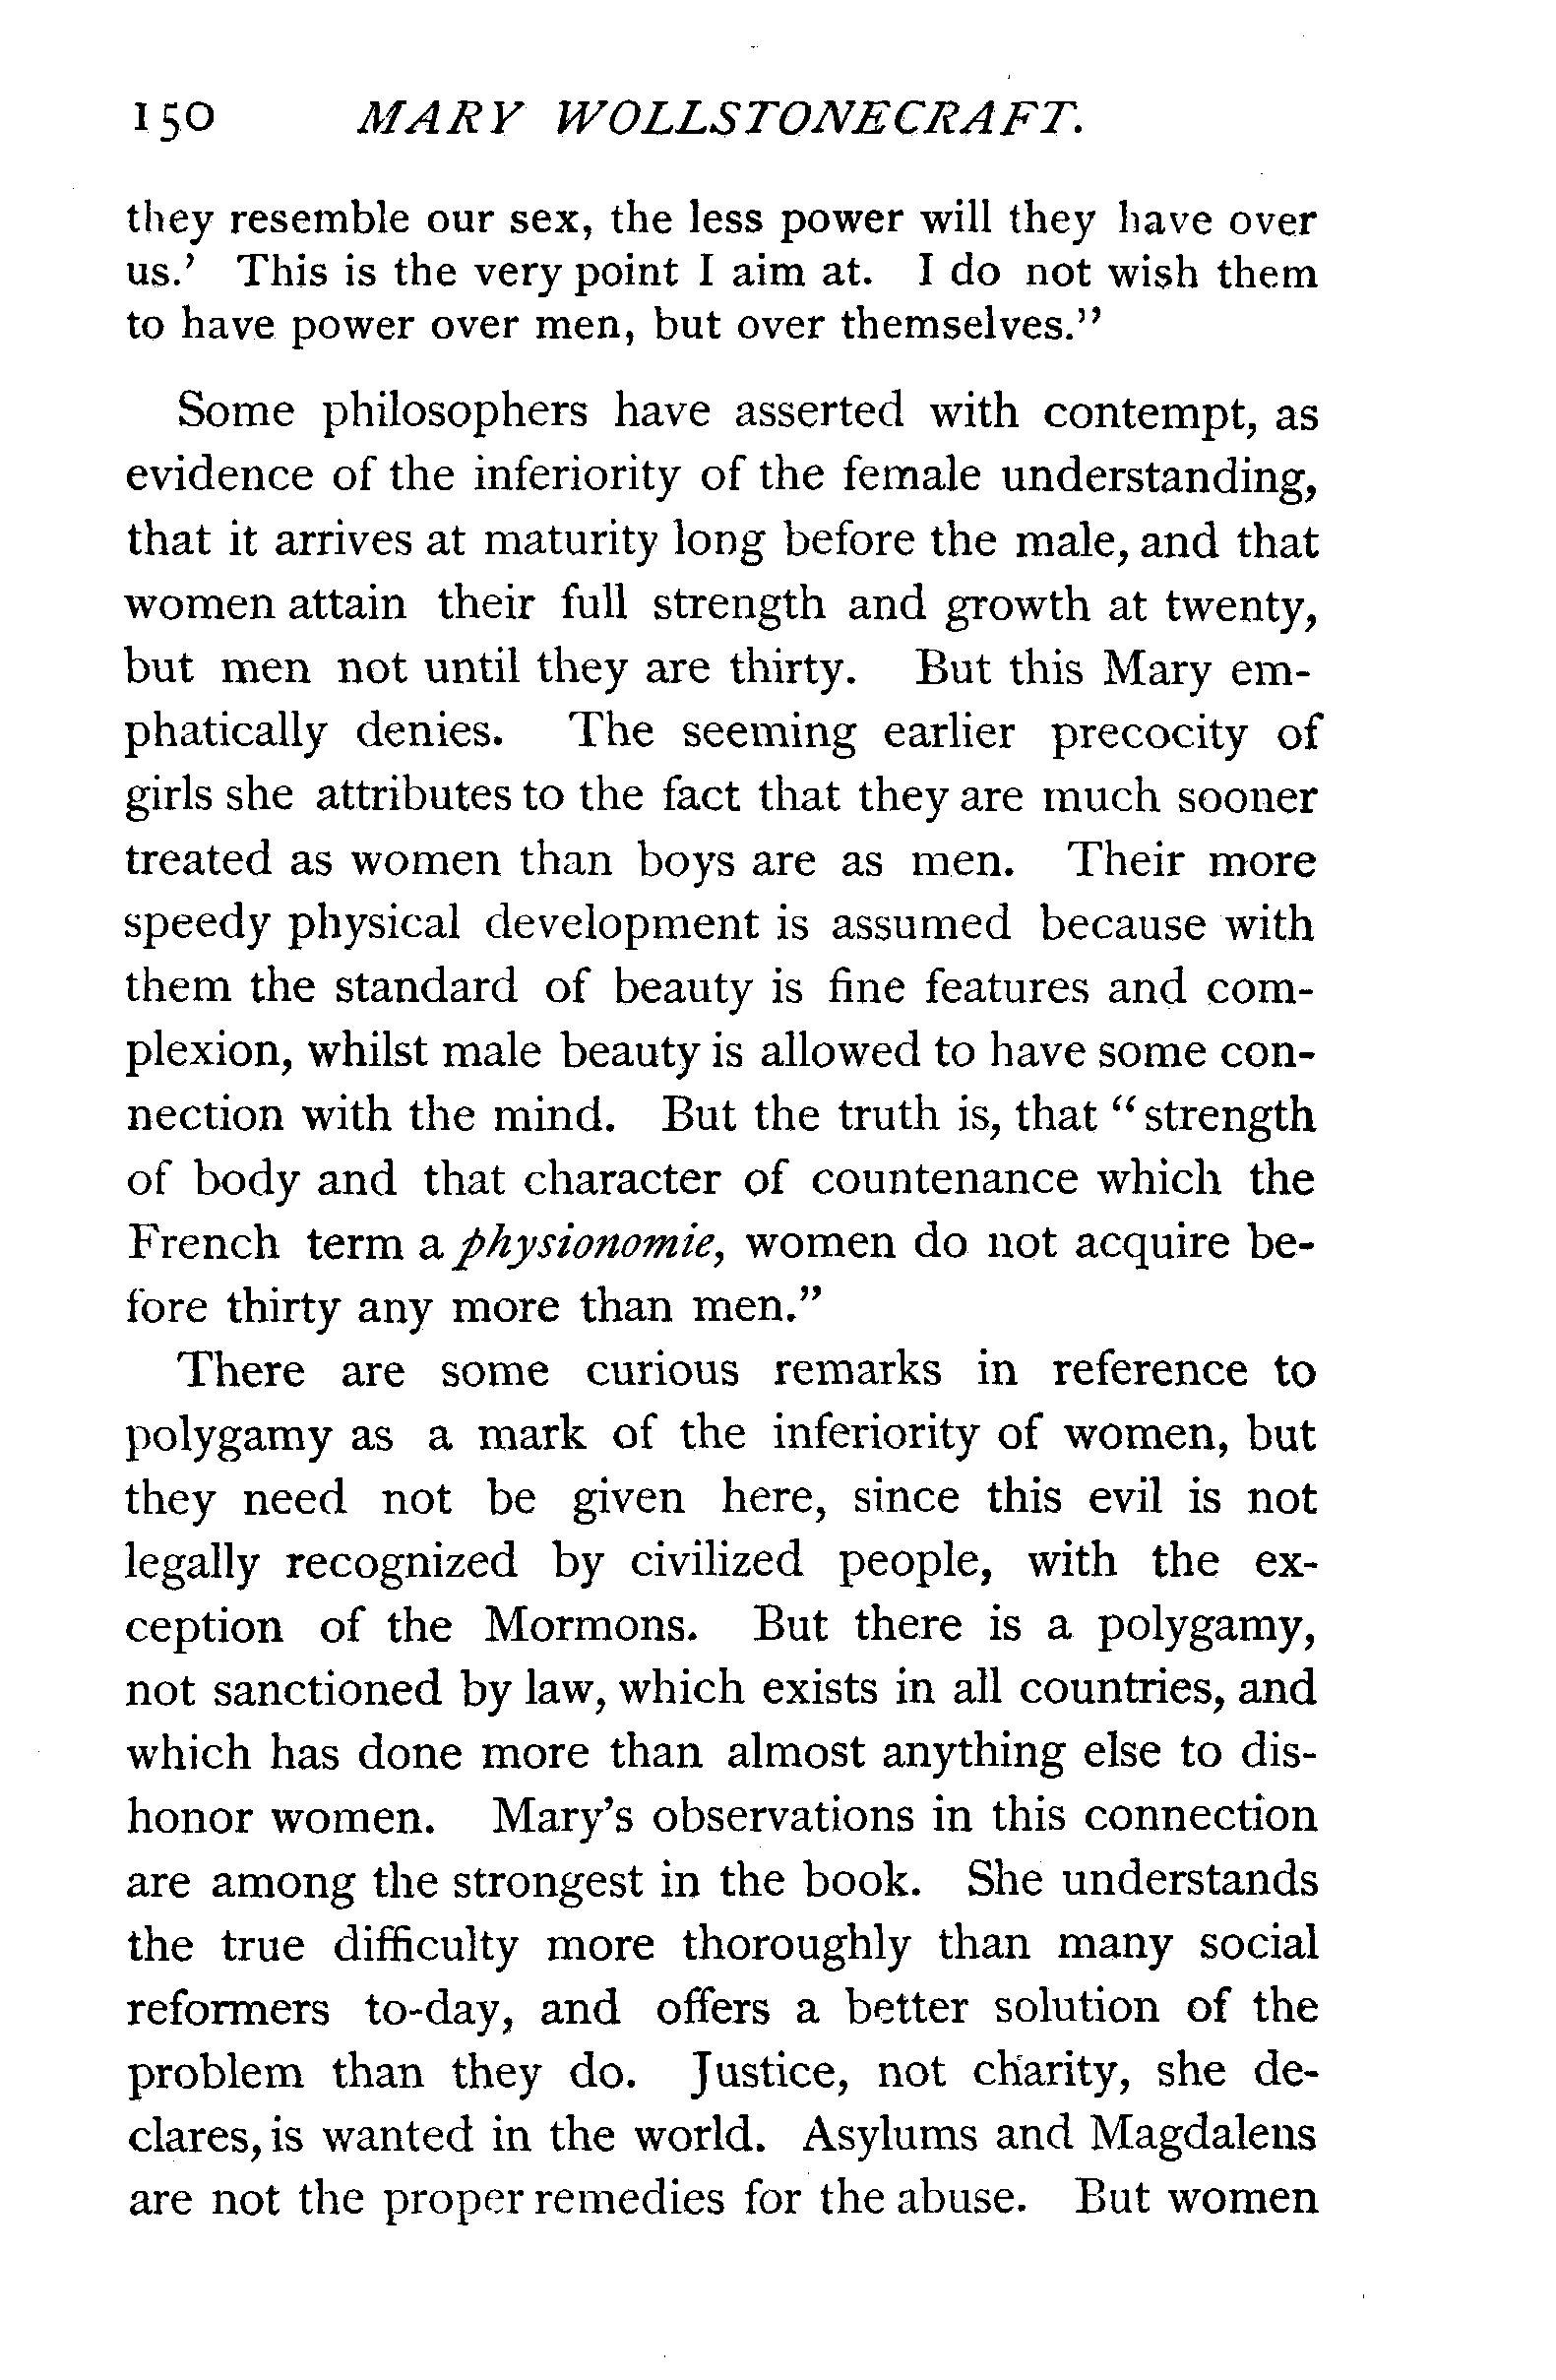 150 MARY WOLLSTONECRAFT.
they resemble our sex, the less power will they have over
us.’ This is the very point I aim at. I do not wish them
to have power over men, but over themselves.”
Some philosophers have asserted with contempt, as
evidence of the inferiority of the female understanding,
that it arrives at maturity long before the male, and that
women attain their full strength and growth at twenty,
but men not until they are thirty. But this Mary em-
phatically denies. The seeming earlier precocity of
girls she attributes to the fact that they are much sooner
treated as women than boys are as men. Their more
speedy physical development is assumed because with
them the standard of beauty is fine features and com-
plexion, whilst male beauty is allowed to have some con-
nection with the mind. But the truth is, that “strength
of body and that character of countenance which the
French term a physionomie, women do not acquire be-
fore thirty any more than men.”
There are some curious remarks in reference to
polygamy as a mark of the inferiority of women, but
they need not be given here, since this evil is not
legally recognized by civilized people, with the ex-
ception of the Mormons. But there is a polygamy,
not sanctioned by law, which exists in all countries, and
which has done more than almost anything else to dis-
honor women. Mary’s observations in this connection
are among the strongest in the book. She understands
the true difficulty more thoroughly than many social
reformers to-day, and offers a better solution of the
problem than they do. Justice, not charity, she de-
clares, is wanted in the world. Asylums and Magdalens
are not the proper remedies for the abuse. But women